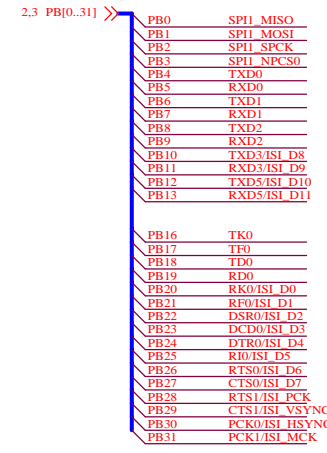 2,3 PB[0..31]
PB0 SPI1_MISO
PB1 SPI1_MOSI
PB2 SPI1_SPCK
PB3 SPI1_NPCS0
PB4 TXD0
PB5 RXD0
PB6 TXD1
PB7 RXD1
PB8 TXD2
PB9 RXD2
PB10 TXD3/ISI_D8
PB11 RXD3/ISI_D9
PB12 TXD5/ISI_D10
PB13 RXD5/ISI_D11
PB16 TK0
PB17 TF0
PB18 TD0
PB19 RD0
PB20 RK0/ISI_D0
PB21 RF0/ISI_D1
PB22 DSR0/ISI_D2
PB23 DCD0/ISI_D3
PB24 DTR0/ISI_D4
PB25 RI0/ISI_D5
PB26 RTS0/ISI_D6
PB27 CTS0/ISI_D7
PB28 RTS1/ISI_PCK
PB29 CTS1/ISI_VSYNC
PB30 PCK0/ISI_HSYNC
PB31 PCK1/ISI_MCK